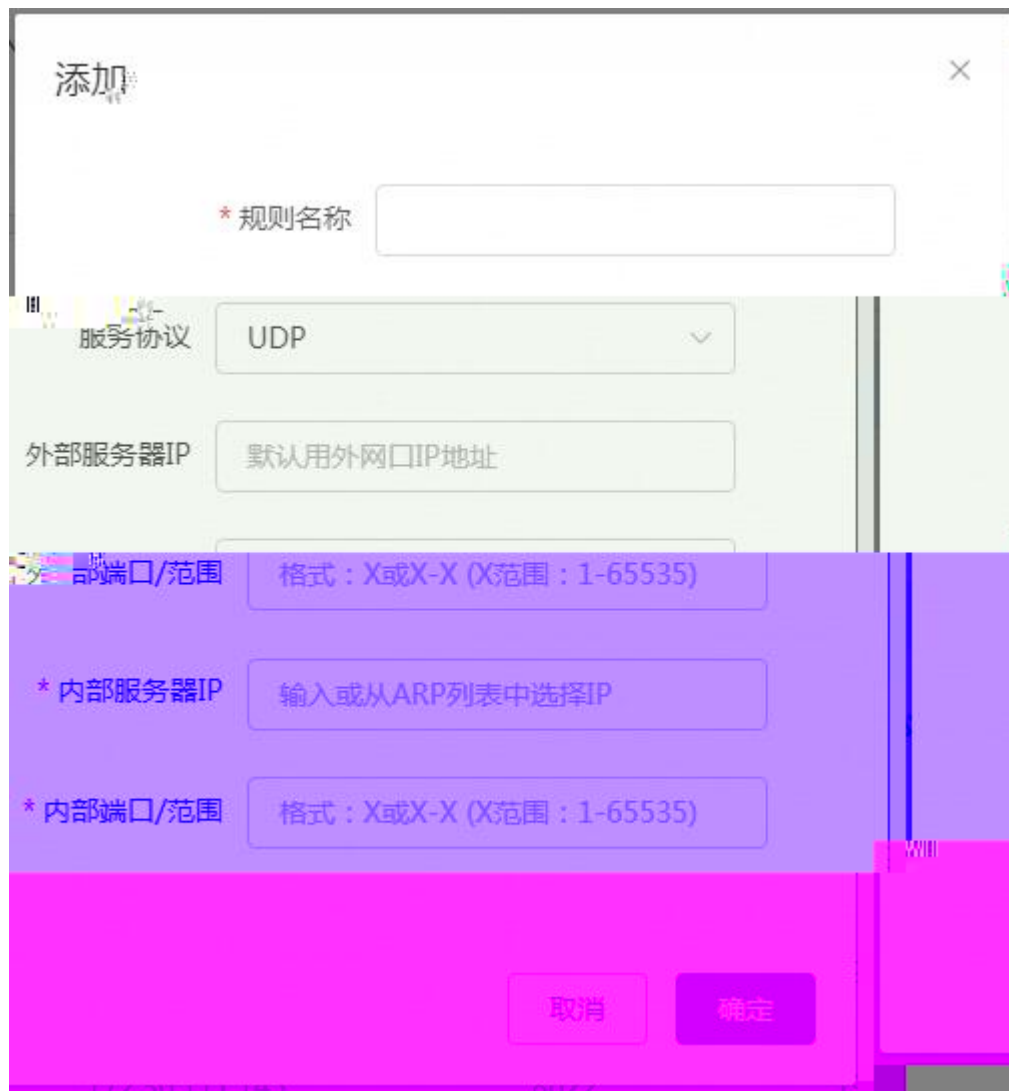 添加
* 规则名称
服务协议 UDP
外部服务器IP 默认用外网口IP地址
部端口/范围 格式：X或X-X (X范围：1-65535)
* 内部服务器IP 输入或从ARP列表中选择IP
* 内部端口/范围 格式：X或X-X (X范围：1-65535)
取消 确定